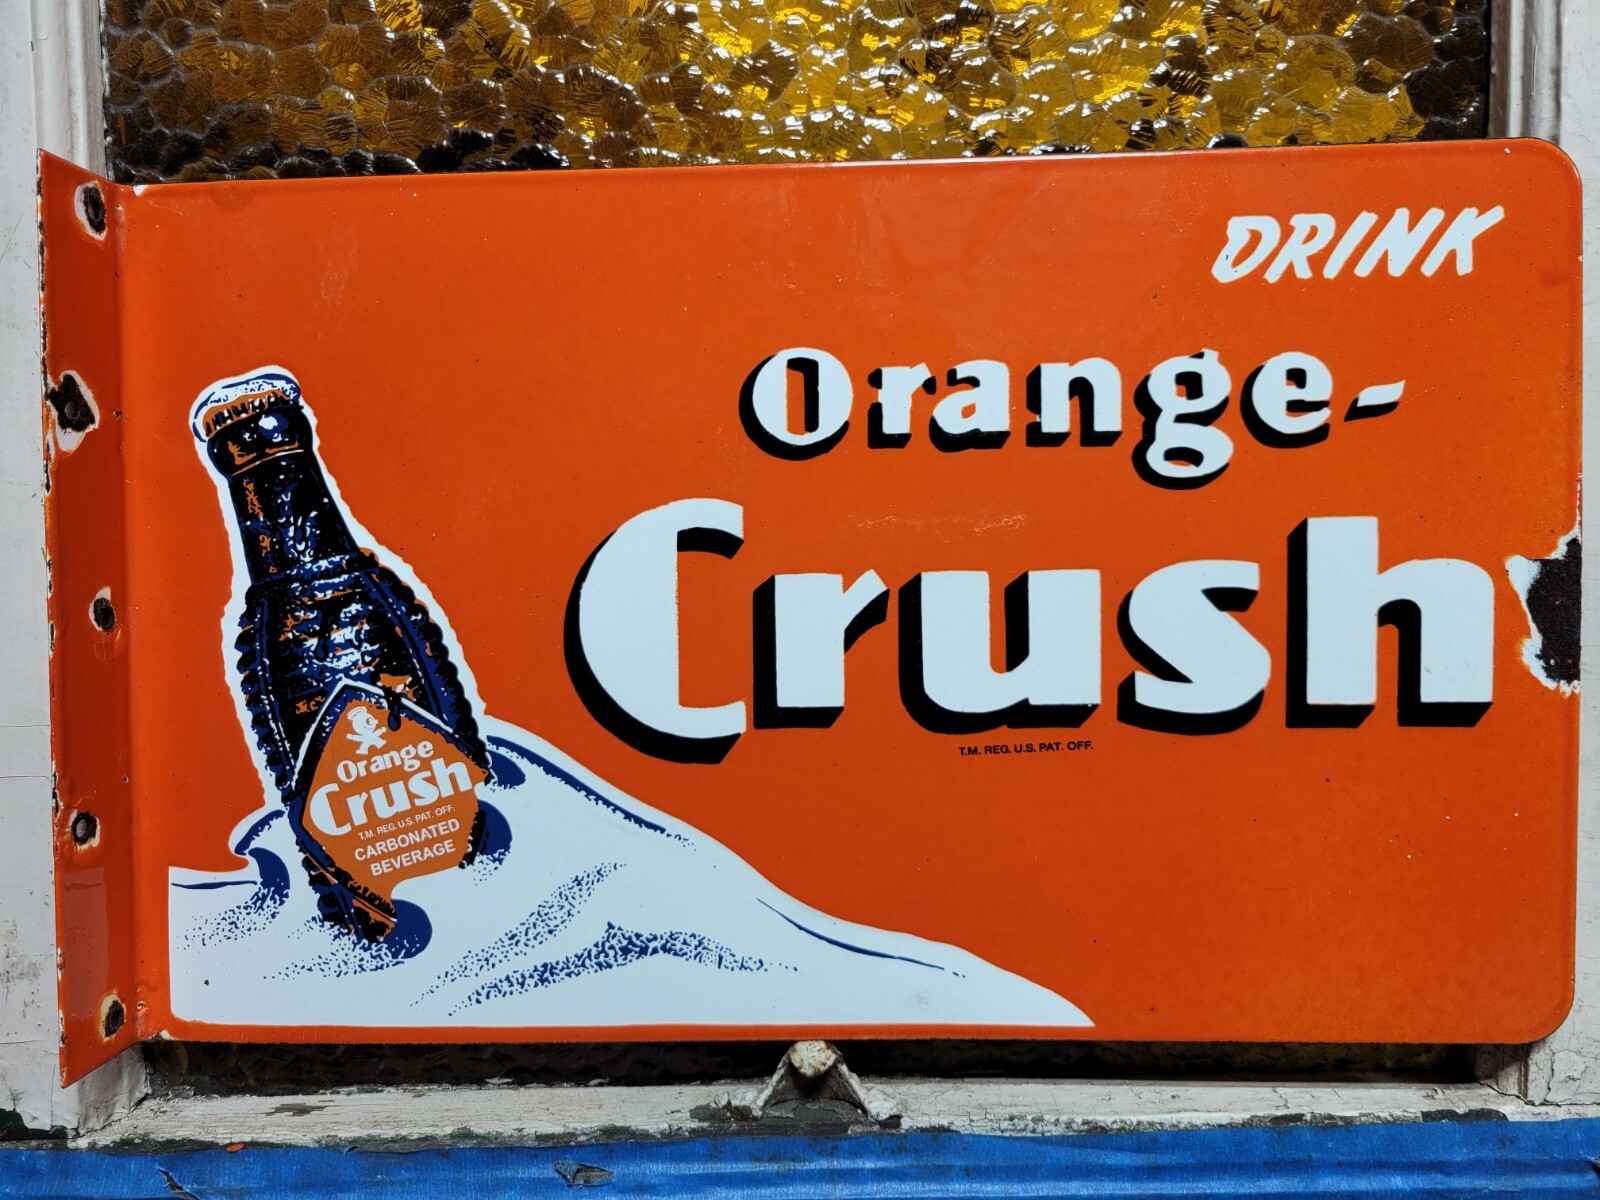 DRINK
Orange-
Crush
T.M. REG. U.S. PAT. OFF.
Orange
Crush
T.M. REG. U.S. PAT. OFF.
CARBONATED
BEVERAGE